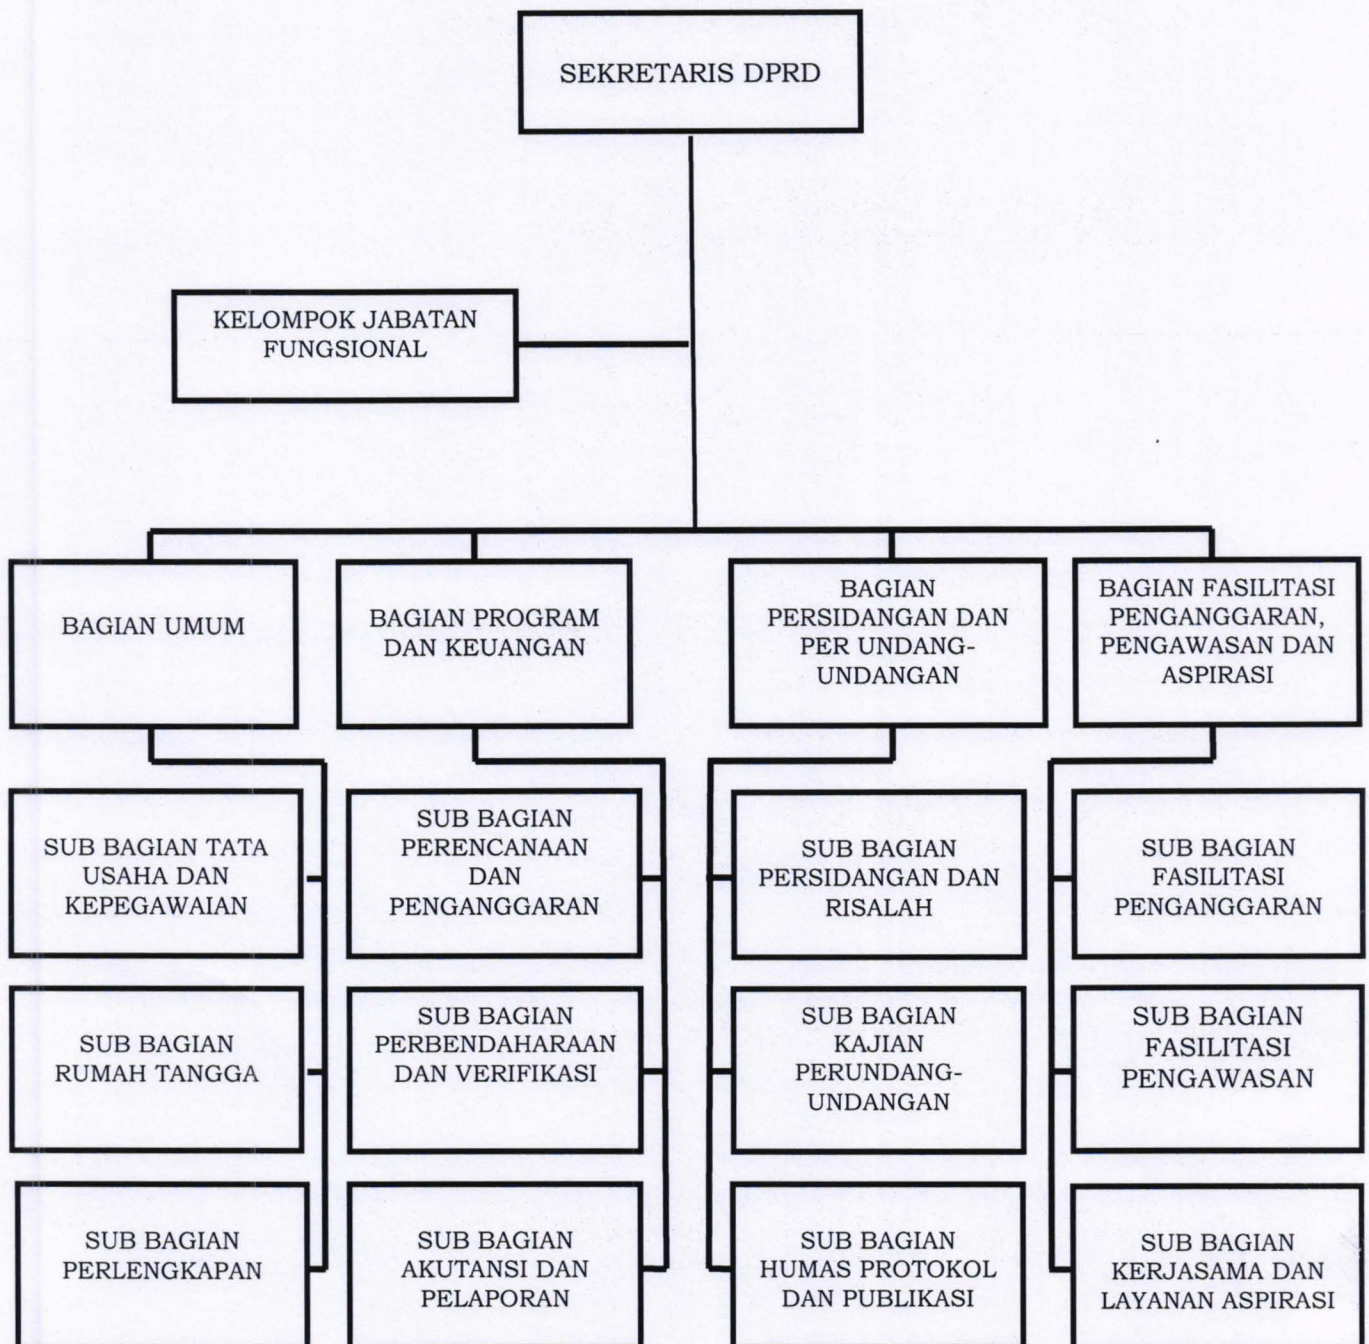 SEKRETARIS DPRD
KELOMPOK JABATAN
FUNGSIONAL
BAGIAN UMUM
BAGIAN PROGRAM
DAN KEUANGAN
BAGIAN
PERSIDANGAN DAN
PER UNDANG-
UNDANGAN
BAGIAN FASILITASI
PENGANGGARAN,
PENGAWASAN DAN
ASPIRASI
SUB BAGIAN TATA
USAHA DAN
KEPEGAWAIAN
SUB BAGIAN
PERENCANAAN
DAN
PENGANGGARAN
SUB BAGIAN
PERSIDANGAN DAN
RISALAH
SUB BAGIAN
FASILITASI
PENGANGGARAN
SUB BAGIAN
RUMAH TANGGA
SUB BAGIAN
PERBENDAHARAAN
DAN VERIFIKASI
SUB BAGIAN
KAJIAN
PERUNDANG-
UNDANGAN
SUB BAGIAN
FASILITASI
PENGAWASAN
SUB BAGIAN
PERLENGKAPAN
SUB BAGIAN
AKUTANSI DAN
PELAPORAN
SUB BAGIAN
HUMAS PROTOKOL
DAN PUBLIKASI
SUB BAGIAN
KERJASAMA DAN
LAYANAN ASPIRASI